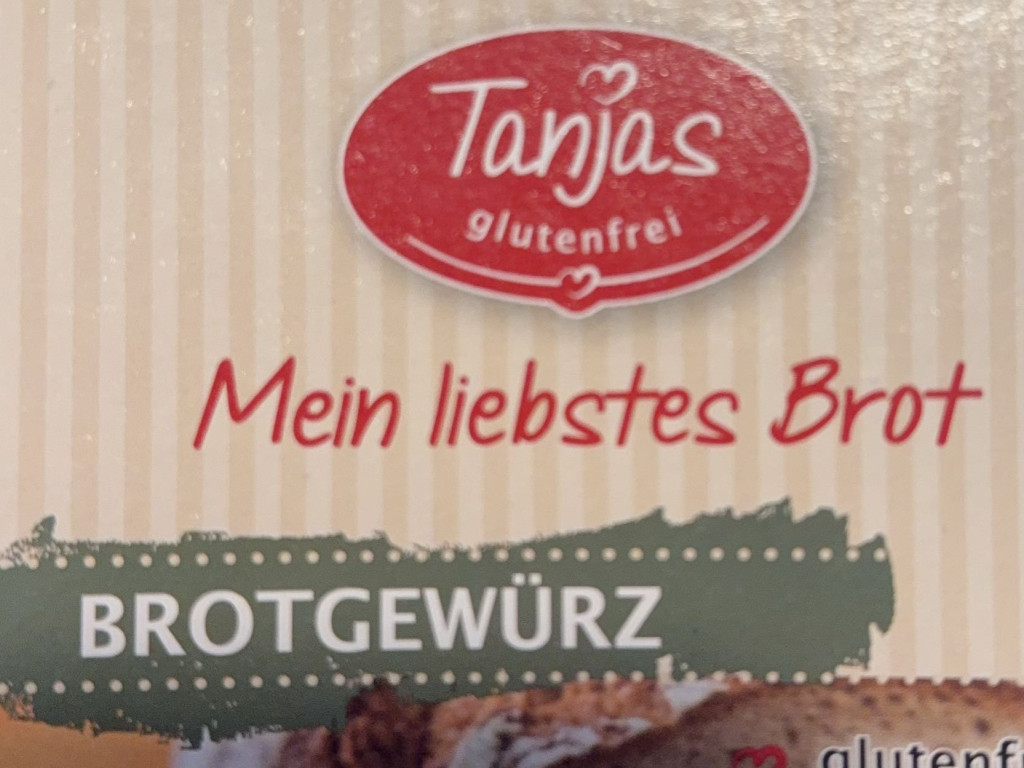 Tanjas
glutenfrei
Mein liebstes Brot
BROTGEWÜRZ